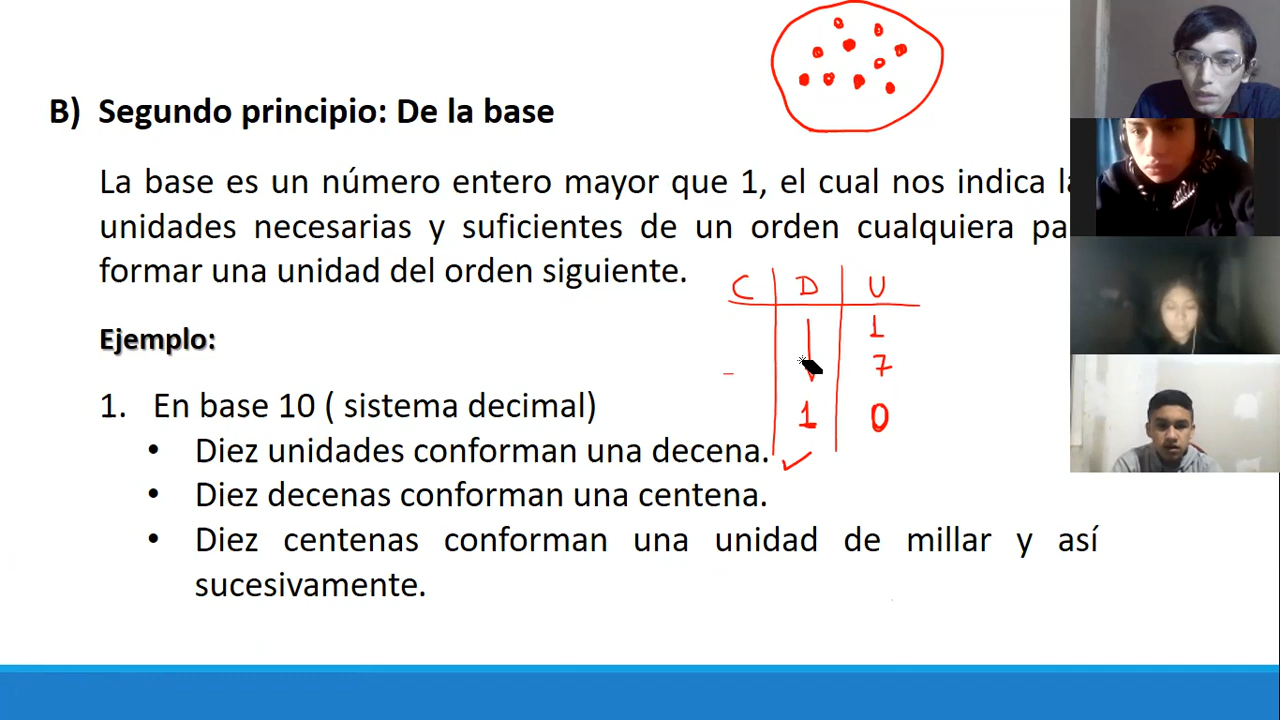 B) Segundo principio: De la base
La base es un número entero mayor que 1, el cual nos indica
unidades necesarias y suficientes de un orden cualquiera
formar una unidad del orden siguiente.
C D U
1
7
1 0
Ejemplo:
1. En base 10 ( sistema decimal)
• Diez unidades conforman una decena.
• Diez decenas conforman una centena.
• Diez centenas conforman una unidad de millar y así
sucesivamente.